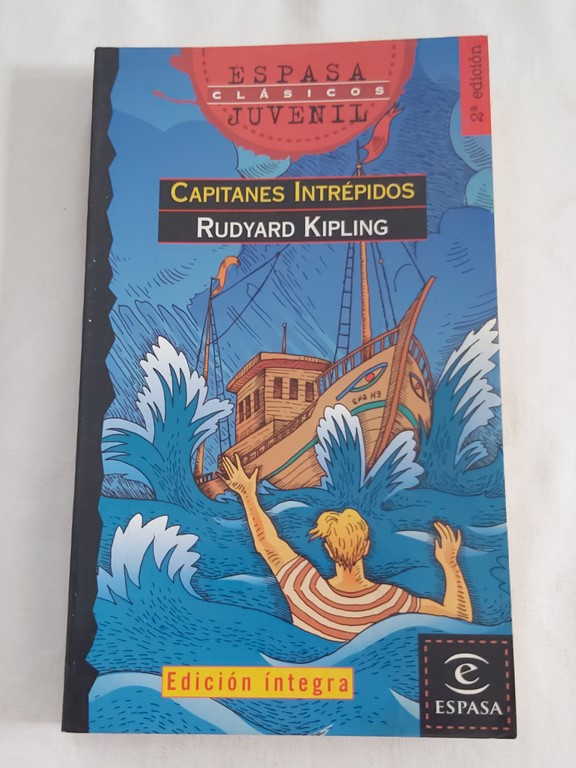 ESPASA
CLÁSICOS
JUVENIL
2ª edición
CAPITANES INTRÉPIDOS
RUDYARD KIPLING
Edición íntegra
e
ESPASA